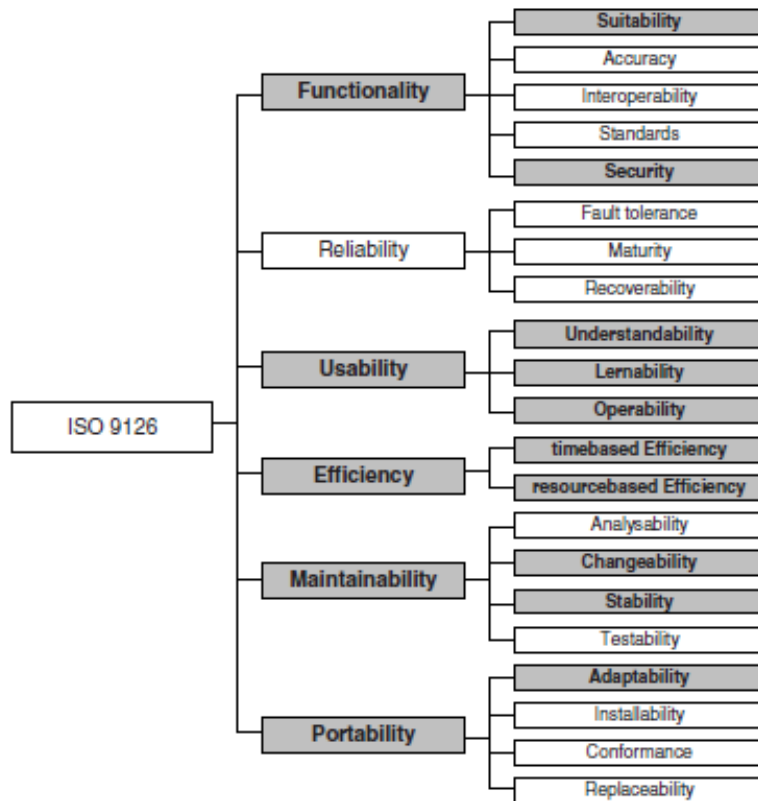 Suitability
Accuracy
Functionality
Interoperability
Standards
Security
Fault tolerance
Reliability
Maturity
Recoverability
Understandability
Usability
Lernability
Operability
ISO 9126
timebased Efficiency
Efficiency
resourcebased Efficiency
Analysability
Changeability
Maintainability
Stability
Testability
Adaptability
Installability
Portability
Conformance
Replaceability